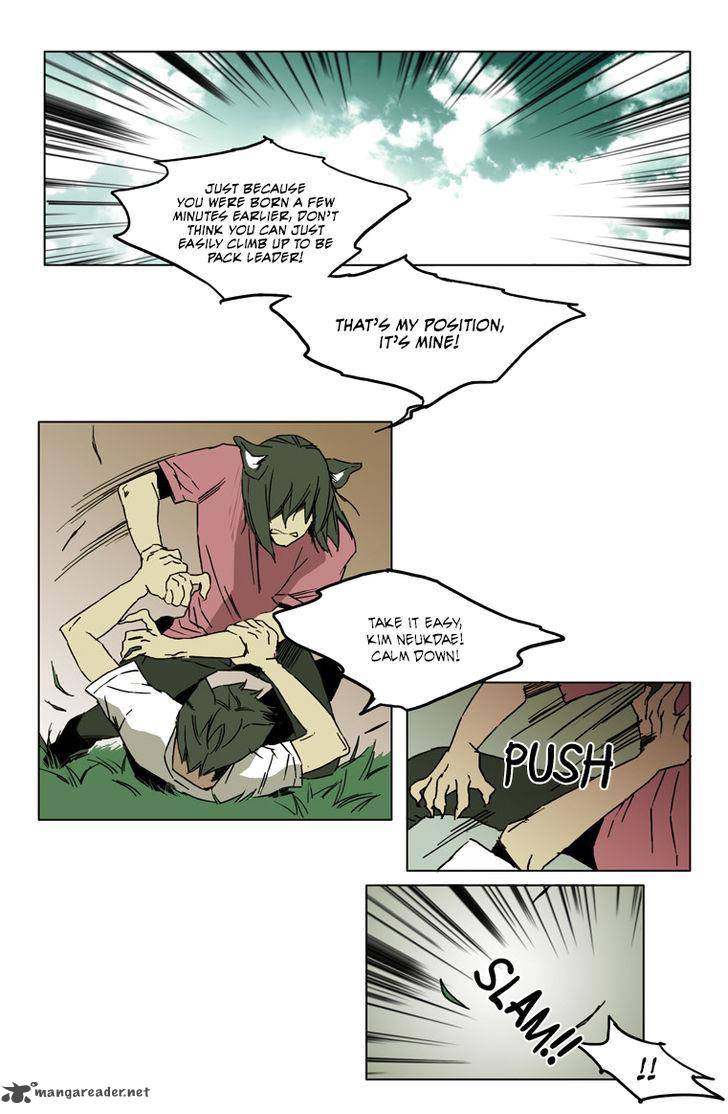 JUST BECAUSE
YOU WERE BORN A FEW
MINUTES EARLIER, DON'T
THINK YOU CAN JUST
EASILY CLIMB UP TO BE
PACK LEADER!
THAT'S MY POSITION,
IT'S MINE!
TAKE IT EASY,
KIM NEUKDAE!
CALM DOWN!
PUSH
SLAM!!
!!
mangareader.net